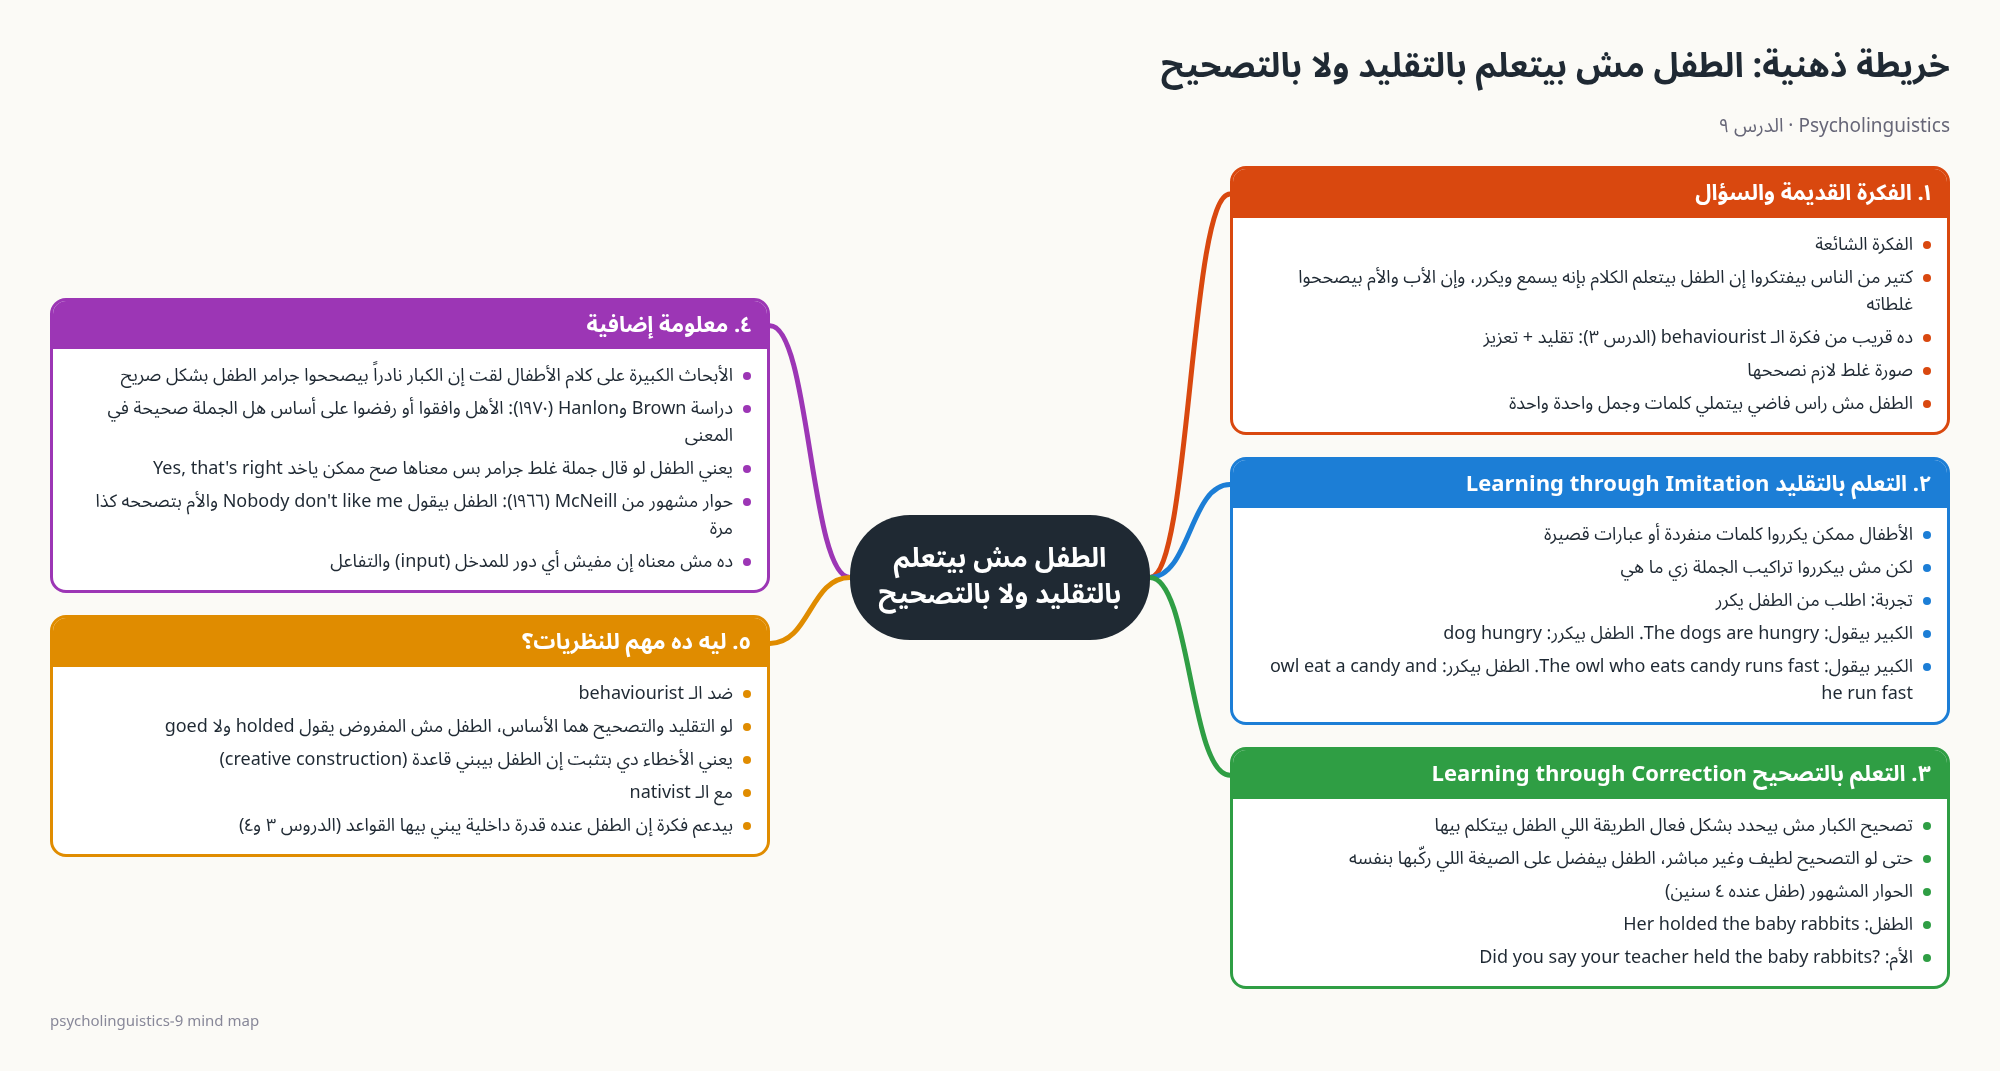 خريطة ذهنية: الطفل مش بيتعلم بالتقليد ولا بالتصحيح
Psycholinguistics · الدرس ٩
١. الفكرة القديمة والسؤال
الفكرة الشائعة
كتير من الناس بيفتكروا إن الطفل بيتعلم الكلام بإنه يسمع ويكرر، وإن الأب والأم بيصححوا
غلطاته
ده قريب من فكرة الـ behaviourist (الدرس ٣): تقليد + تعزيز
صورة غلط لازم نصححها
الطفل مش راس فاضي بيتملي كلمات وجمل واحدة واحدة
٢. التعلم بالتقليد Learning through Imitation
الأطفال ممكن يكرروا كلمات منفردة أو عبارات قصيرة
لكن مش بيكرروا تراكيب الجملة زي ما هي
تجربة: اطلب من الطفل يكرر
الكبير بيقول: The dogs are hungry. الطفل بيكرر: dog hungry
الكبير بيقول: The owl who eats candy runs fast. الطفل بيكرر: owl eat a candy and
he run fast
٣. التعلم بالتصحيح Learning through Correction
تصحيح الكبار مش بيحدد بشكل فعال الطريقة اللي الطفل بيتكلم بيها
حتى لو التصحيح لطيف وغير مباشر، الطفل بيفضل على الصيغة اللي ركّبها بنفسه
الحوار المشهور (طفل عنده ٤ سنين)
الطفل: Her holded the baby rabbits
الأم: Did you say your teacher held the baby rabbits?
الطفل مش بيتعلم
بالتقليد ولا بالتصحيح
٤. معلومة إضافية
الأبحاث الكبيرة على كلام الأطفال لقت إن الكبار نادراً بيصححوا جرامر الطفل بشكل صريح
دراسة Brown وHanlon (١٩٧٠): الأهل وافقوا أو رفضوا على أساس هل الجملة صحيحة في
المعنى
يعني الطفل لو قال جملة غلط جرامر بس معناها صح ممكن ياخد Yes, that's right
حوار مشهور من McNeill (١٩٦٦): الطفل بيقول Nobody don't like me والأم بتصححه كذا
مرة
ده مش معناه إن مفيش أي دور للمدخل (input) والتفاعل
٥. ليه ده مهم للنظريات؟
ضد الـ behaviourist
لو التقليد والتصحيح هما الأساس، الطفل مش المفروض يقول holded ولا goed
يعني الأخطاء دي بتثبت إن الطفل بيبني قاعدة (creative construction)
مع الـ nativist
بيدعم فكرة إن الطفل عنده قدرة داخلية يبني بيها القواعد (الدروس ٣ و٤)
psycholinguistics-9 mind map